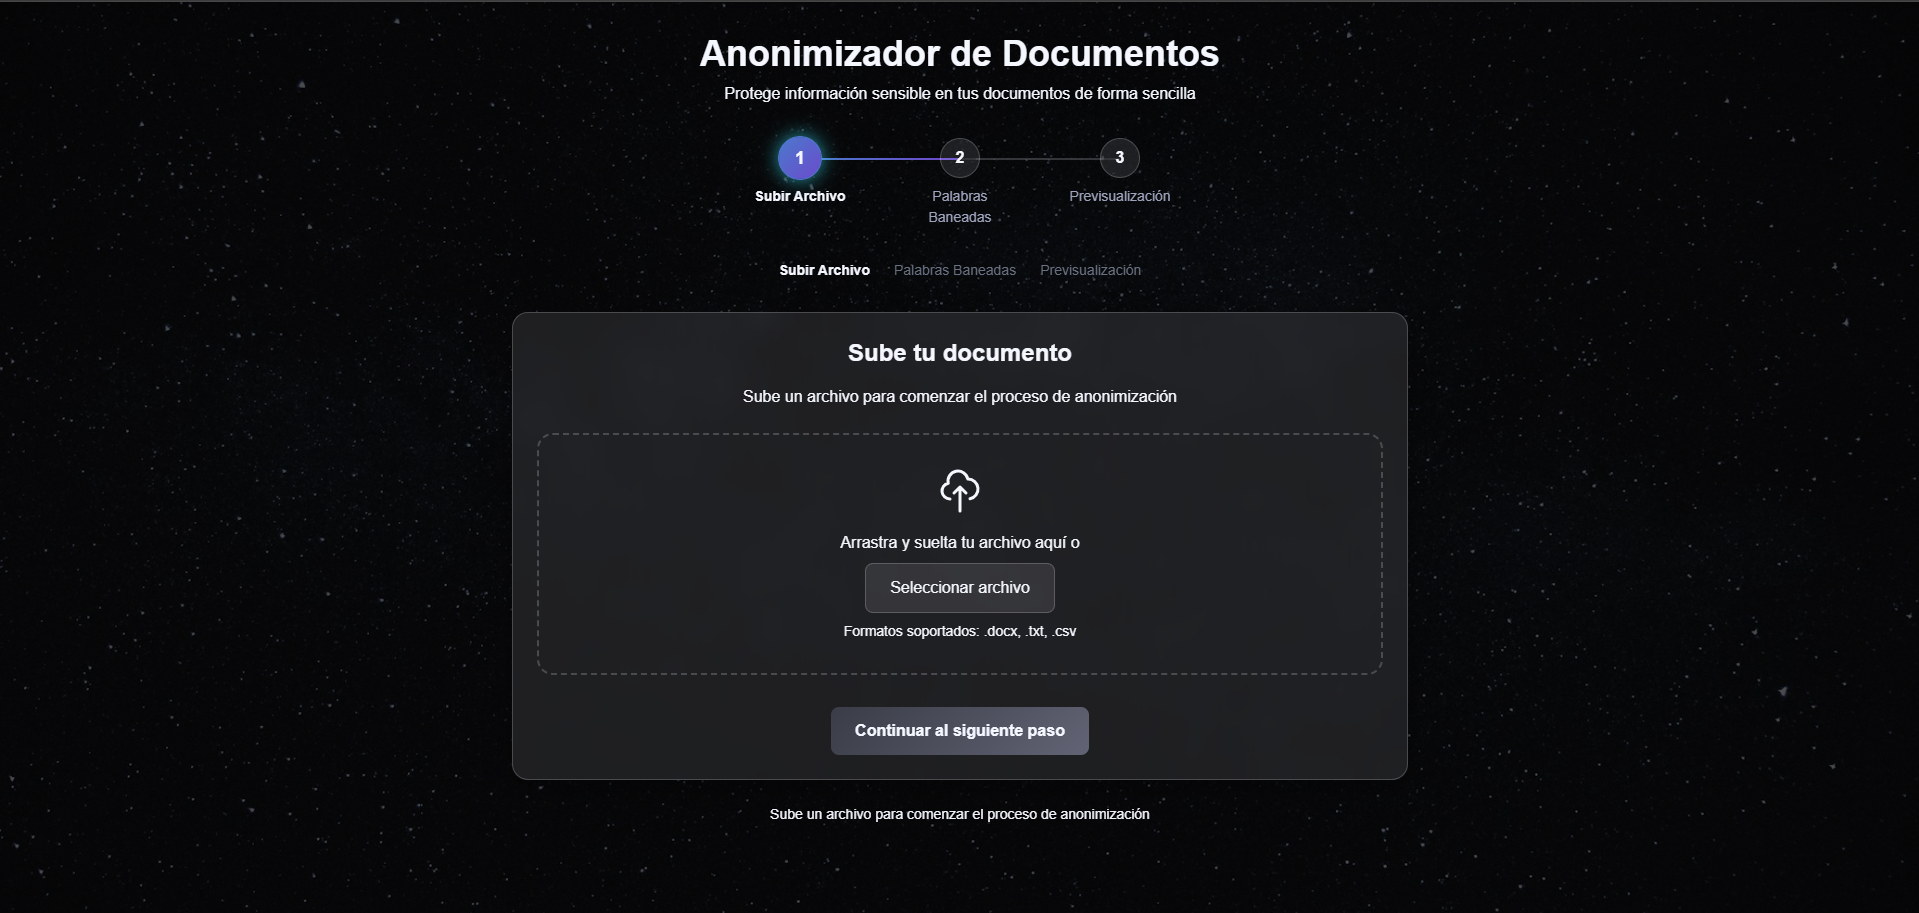 Anonimizador de Documentos
Protege información sensible en tus documentos de forma sencilla
1 2 3
Subir Archivo Palabras Previsualización
Baneadas
Subir Archivo Palabras Baneadas Previsualización
Sube tu documento
Sube un archivo para comenzar el proceso de anonimización
Arrastra y suelta tu archivo aquí o
Seleccionar archivo
Formatos soportados: .docx, .txt, .csv
Continuar al siguiente paso
Sube un archivo para comenzar el proceso de anonimización